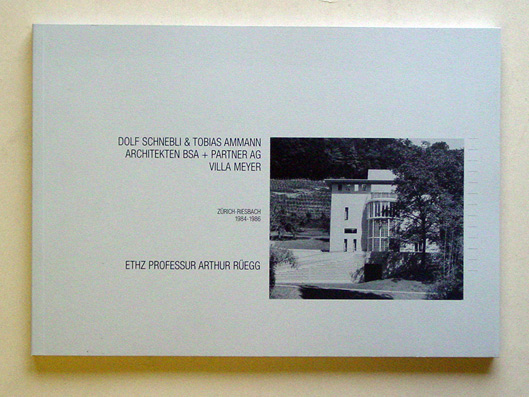 DOLF SCHNEBLI & TOBIAS AMMANN
ARCHITEKTEN BSA + PARTNER AG
VILLA MEYER
ZÜRICH-RIESBACH
1984-1986
ETHZ PROFESSUR ARTHUR RÜEGG